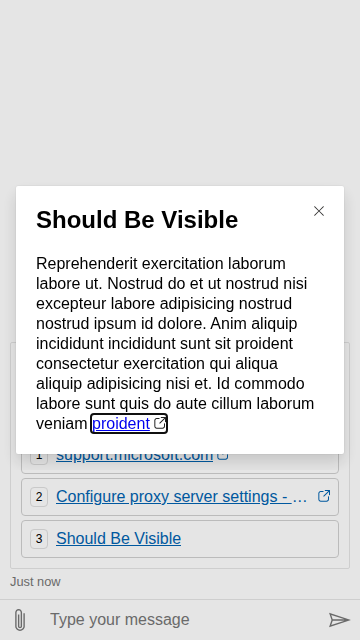 Should Be Visible
Reprehenderit exercitation laborum
labore ut. Nostrud do et ut nostrud nisi
excepteur labore adipisicing nostrud
nostrud ipsum id dolore. Anim aliquip
incididunt incididunt sunt sit proident
consectetur exercitation qui aliqua
aliquip adipisicing nisi et. Id commodo
labore sunt quis do aute cillum laborum
veniam proident
1 support.microsoft.com
2 Configure proxy server settings - …
3 Should Be Visible
Just now
Type your message